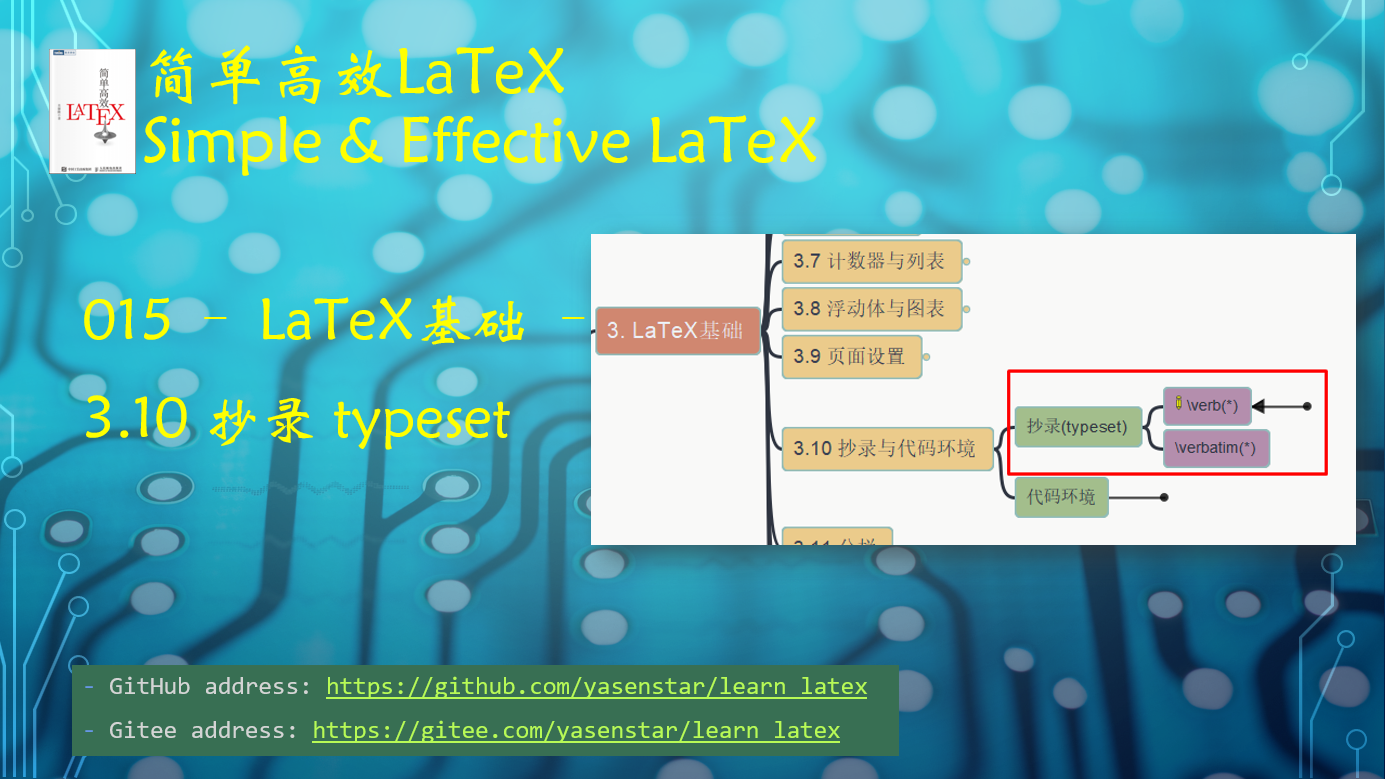 简单高效
LATEX
简单高效LaTeX
Simple & Effective LaTeX
015 - LaTeX基础 -
3.10 抄录 typeset
3. LaTeX基础
3.7 计数器与列表
3.8 浮动体与图表
3.9 页面设置
3.10 抄录与代码环境
抄录(typeset)
\verb(*)
\verbatim(*)
代码环境
3.11 分栏
- GitHub address: https://github.com/yasenstar/learn_latex
- Gitee address: https://gitee.com/yasenstar/learn_latex